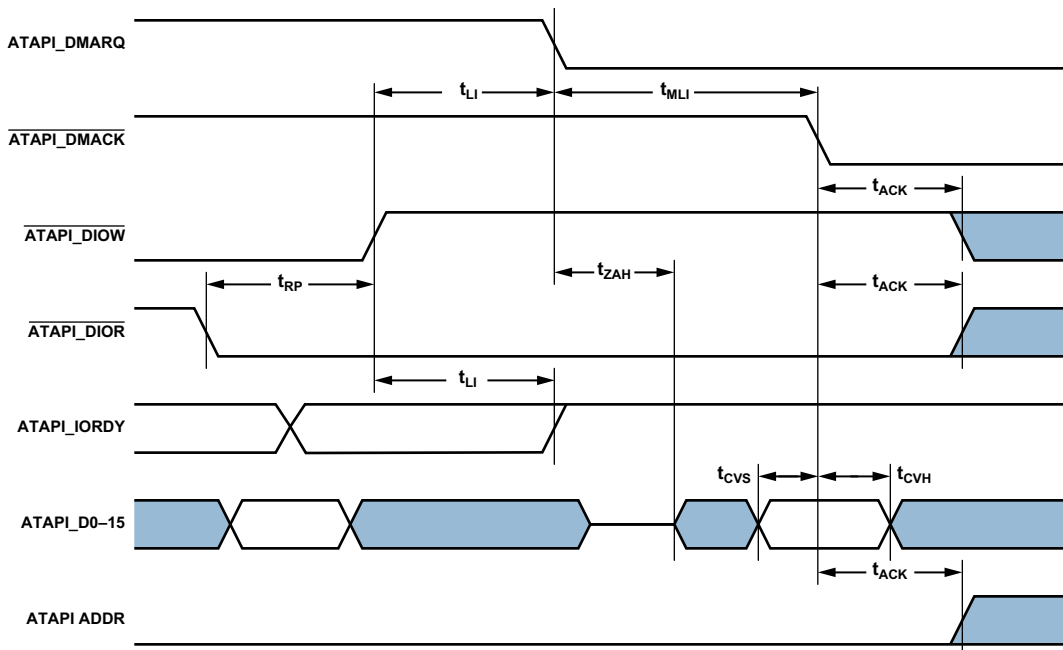 ATAPI_DMARQ
tLI
tMLI
ATAPI_DMACK
tACK
ATAPI_DIOW
tZAH
tRP
tACK
ATAPI_DIOR
tLI
ATAPI_IORDY
tCVS
tCVH
ATAPI_D0–15
tACK
ATAPI ADDR